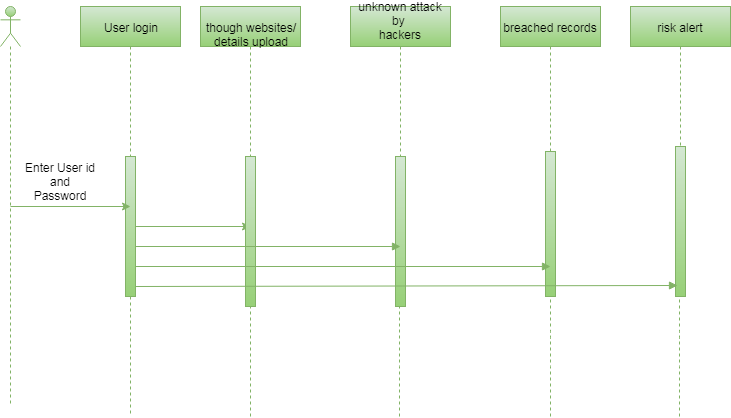 User login
though websites/
details upload
unknown attack
by
hackers
breached records
risk alert
Enter User id
and
Password